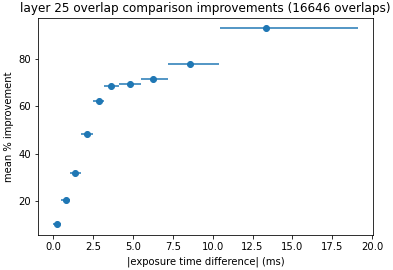 layer 25 overlap comparison improvements (16646 overlaps)
mean % improvement
80
60
40
20
0.0 2.5 5.0 7.5 10.0 12.5 15.0 17.5 20.0
|exposure time difference| (ms)